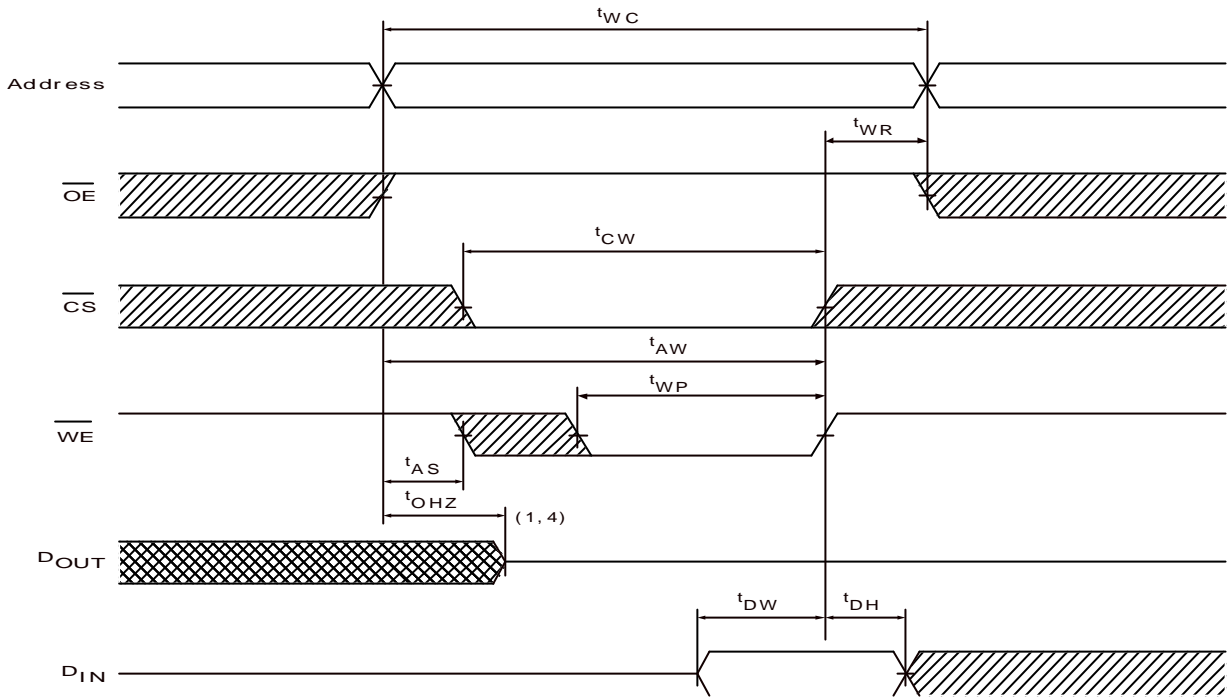 tWC
Address
tWR
OE
tCW
CS
tAW
tWP
WE
tAS
tOHZ
(1,4)
DOUT
tDW
tDH
DIN